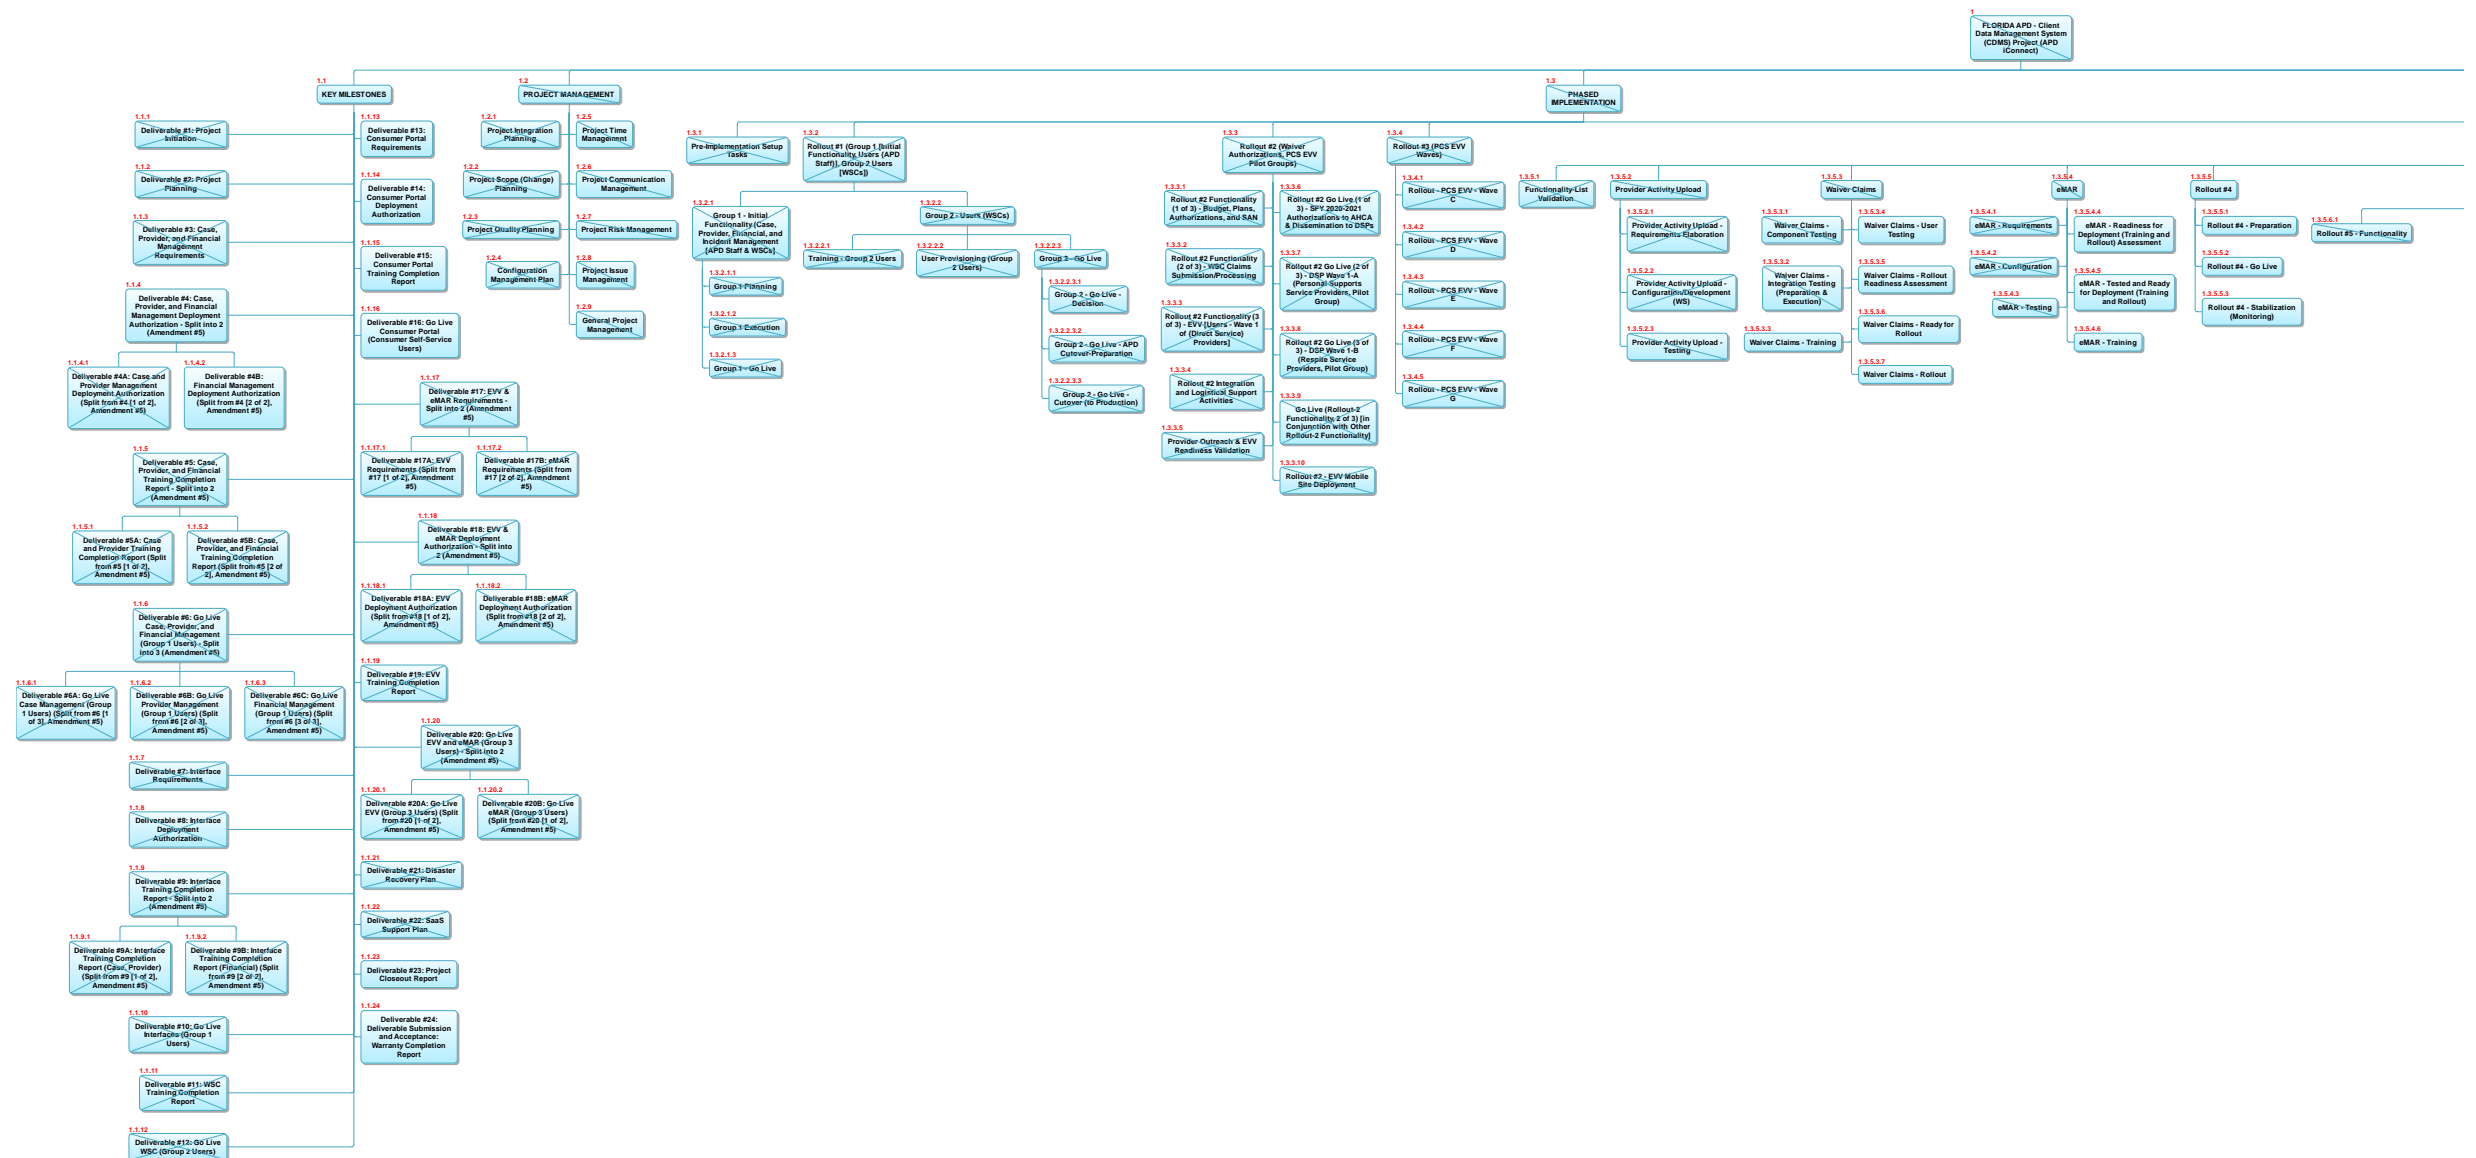 1
FLORIDA APD - Client
Data Management System
(CDMS) Project (APD
iConnect)
1.1
KEY MILESTONES
1.1.1
Deliverable #1: Project
Initiation
1.1.2
Deliverable #2: Project
Planning
1.1.3
Deliverable #3: Case,
Provider, and Financial
Management
Requirements
1.1.4
Deliverable #4: Case,
Provider, and Financial
Management Deployment
Authorization - Split into 2
(Amendment #5)
1.1.4.1
Deliverable #4A: Case and
Provider Management
Deployment Authorization
(Split from #4 [1 of 2],
Amendment #5)
1.1.4.2
Deliverable #4B:
Financial Management
Deployment Authorization
(Split from #4 [2 of 2],
Amendment #5)
1.1.5
Deliverable #5: Case,
Provider, and Financial
Training Completion
Report - Split into 2
(Amendment #5)
1.1.5.1
Deliverable #5A: Case
and Provider Training
Completion Report (Split
from #5 [1 of 2],
Amendment #5)
1.1.5.2
Deliverable #5B: Case,
Provider, and Financial
Training Completion
Report (Split from #5 [2 of
2], Amendment #5)
1.1.6
Deliverable #6: Go Live
Case, Provider, and
Financial Management
(Group 1 Users) - Split
into 3 (Amendment #5)
1.1.6.1
Deliverable #6A: Go Live
Case Management (Group
1 Users) (Split from #6 [1
of 3], Amendment #5)
1.1.6.2
Deliverable #6B: Go Live
Provider Management
(Group 1 Users) (Split
from #6 [2 of 3],
Amendment #5)
1.1.6.3
Deliverable #6C: Go Live
Financial Management
(Group 1 Users) (Split
from #6 [3 of 3],
Amendment #5)
1.1.7
Deliverable #7: Interface
Requirements
1.1.8
Deliverable #8: Interface
Deployment
Authorization
1.1.9
Deliverable #9: Interface
Training Completion
Report - Split into 2
(Amendment #5)
1.1.9.1
Deliverable #9A: Interface
Training Completion
Report (Case, Provider)
(Split from #9 [1 of 2],
Amendment #5)
1.1.9.2
Deliverable #9B: Interface
Training Completion
Report (Financial) (Split
from #9 [2 of 2],
Amendment #5)
1.1.10
Deliverable #10: Go Live
Interfaces (Group 1
Users)
1.1.11
Deliverable #11: WSC
Training Completion
Report
1.1.12
Deliverable #12: Go Live
WSC (Group 2 Users)
1.1.13
Deliverable #13:
Consumer Portal
Requirements
1.1.14
Deliverable #14:
Consumer Portal
Deployment
Authorization
1.1.15
Deliverable #15:
Consumer Portal
Training Completion
Report
1.1.16
Deliverable #16: Go Live
Consumer Portal
(Consumer Self-Service
Users)
1.1.17
Deliverable #17: EVV &
eMAR Requirements -
Split into 2 (Amendment
#5)
1.1.17.1
Deliverable #17A: EVV
Requirements (Split from
#17 [1 of 2], Amendment
#5)
1.1.17.2
Deliverable #17B: eMAR
Requirements (Split from
#17 [2 of 2], Amendment
#5)
1.1.18
Deliverable #18: EVV &
eMAR Deployment
Authorization - Split into
2 (Amendment #5)
1.1.18.1
Deliverable #18A: EVV
Deployment Authorization
(Split from #18 [1 of 2],
Amendment #5)
1.1.18.2
Deliverable #18B: eMAR
Deployment Authorization
(Split from #18 [2 of 2],
Amendment #5)
1.1.19
Deliverable #19: EVV
Training Completion
Report
1.1.20
Deliverable #20: Go Live
EVV and eMAR (Group 3
Users) - Split into 2
(Amendment #5)
1.1.20.1
Deliverable #20A: Go Live
EVV (Group 3 Users) (Split
from #20 [1 of 2],
Amendment #5)
1.1.20.2
Deliverable #20B: Go Live
eMAR (Group 3 Users)
(Split from #20 [1 of 2],
Amendment #5)
1.1.21
Deliverable #21: Disaster
Recovery Plan
1.1.22
Deliverable #22: SaaS
Support Plan
1.1.23
Deliverable #23: Project
Closeout Report
1.1.24
Deliverable #24:
Deliverable Submission
and Acceptance:
Warranty Completion
Report
1.2
PROJECT MANAGEMENT
1.2.1
Project Integration
Planning
1.2.2
Project Scope (Change)
Planning
1.2.3
Project Quality Planning
1.2.4
Configuration
Management Plan
1.2.5
Project Time
Management
1.2.6
Project Communication
Management
1.2.7
Project Risk Management
1.2.8
Project Issue
Management
1.2.9
General Project
Management
1.3
PHASED
IMPLEMENTATION
1.3.1
Pre-Implementation Setup
Tasks
1.3.2
Rollout #1 (Group 1 [Initial
Functionality, Users (APD
Staff)], Group 2 Users
[WSCs])
1.3.2.1
Group 1 - Initial
Functionality (Case,
Provider, Financial, and
Incident Management
[APD Staff & WSCs]
1.3.2.1.1
Group 1 Planning
1.3.2.1.2
Group 1 Execution
1.3.2.1.3
Group 1 - Go Live
1.3.2.2
Group 2 - Users (WSCs)
1.3.2.2.1
Training - Group 2 Users
1.3.2.2.2
User Provisioning (Group
2 Users)
1.3.2.2.3
Group 2 - Go Live
1.3.2.2.3.1
Group 2 - Go Live -
Decision
1.3.2.2.3.2
Group 2 - Go Live - APD
Cutover-Preparation
1.3.2.2.3.3
Group 2 - Go Live -
Cutover (to Production)
1.3.3
Rollout #2 (Waiver
Authorizations, PCS EVV
Pilot Groups)
1.3.3.1
Rollout #2 Functionality
(1 of 3) - Budget, Plans,
Authorizations, and SAN
1.3.3.2
Rollout #2 Functionality
(2 of 3) - WSC Claims
Submission/Processing
1.3.3.3
Rollout #2 Functionality (3
of 3) - EVV [Users - Wave 1
of (Direct Service)
Providers]
1.3.3.4
Rollout #2 Integration
and Logistical Support
Activities
1.3.3.5
Provider Outreach & EVV
Readiness Validation
1.3.3.6
Rollout #2 Go Live (1 of
3) - SFY 2020-2021
Authorizations to AHCA
& Dissemination to DSPs
1.3.3.7
Rollout #2 Go Live (2 of
3) - DSP Wave 1-A
(Personal Supports
Service Providers, Pilot
Group)
1.3.3.8
Rollout #2 Go Live (3 of
3) - DSP Wave 1-B
(Respite Service
Providers, Pilot Group)
1.3.3.9
Go Live (Rollout-2
Functionality 2 of 3) [in
Conjunction with Other
Rollout-2 Functionality]
1.3.3.10
Rollout #2 - EVV Mobile
Site Deployment
1.3.4
Rollout #3 (PCS EVV
Waves)
1.3.4.1
Rollout - PCS EVV - Wave
C
1.3.4.2
Rollout - PCS EVV - Wave
D
1.3.4.3
Rollout - PCS EVV - Wave
E
1.3.4.4
Rollout - PCS EVV - Wave
F
1.3.4.5
Rollout - PCS EVV - Wave
G
1.3.5.1
Functionality-List
Validation
1.3.5.2
Provider Activity Upload
1.3.5.2.1
Provider Activity Upload -
Requirements Elaboration
1.3.5.2.2
Provider Activity Upload -
Configuration/Development
(WS)
1.3.5.2.3
Provider Activity Upload -
Testing
1.3.5.3
Waiver Claims
1.3.5.3.1
Waiver Claims -
Component Testing
1.3.5.3.2
Waiver Claims -
Integration Testing
(Preparation &
Execution)
1.3.5.3.3
Waiver Claims - Training
1.3.5.3.4
Waiver Claims - User
Testing
1.3.5.3.5
Waiver Claims - Rollout
Readiness Assessment
1.3.5.3.6
Waiver Claims - Ready for
Rollout
1.3.5.3.7
Waiver Claims - Rollout
1.3.5.4
eMAR
1.3.5.4.1
eMAR - Requirements
1.3.5.4.2
eMAR - Configuration
1.3.5.4.3
eMAR - Testing
1.3.5.4.4
eMAR - Readiness for
Deployment (Training and
Rollout) Assessment
1.3.5.4.5
eMAR - Tested and Ready
for Deployment (Training
and Rollout)
1.3.5.4.6
eMAR - Training
1.3.5.5
Rollout #4
1.3.5.5.1
Rollout #4 - Preparation
1.3.5.5.2
Rollout #4 - Go Live
1.3.5.5.3
Rollout #4 - Stabilization
(Monitoring)
1.3.5.6.1
Rollout #5 - Functionality